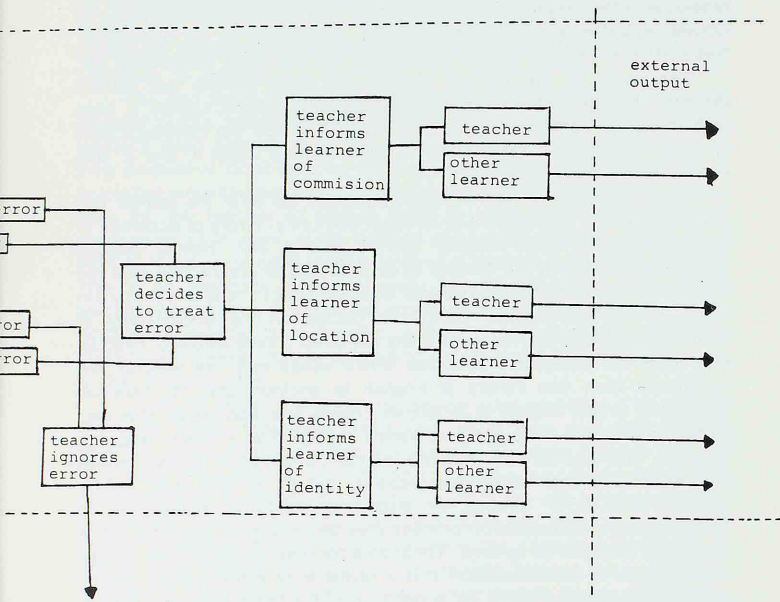 external
output
teacher
informs
learner
of
commision
teacher
other
learner
rror
teacher
decides
to treat
error
teacher
informs
learner
of
location
teacher
other
learner
ror
rror
teacher
ignores
error
teacher
informs
learner
of
identity
teacher
other
learner